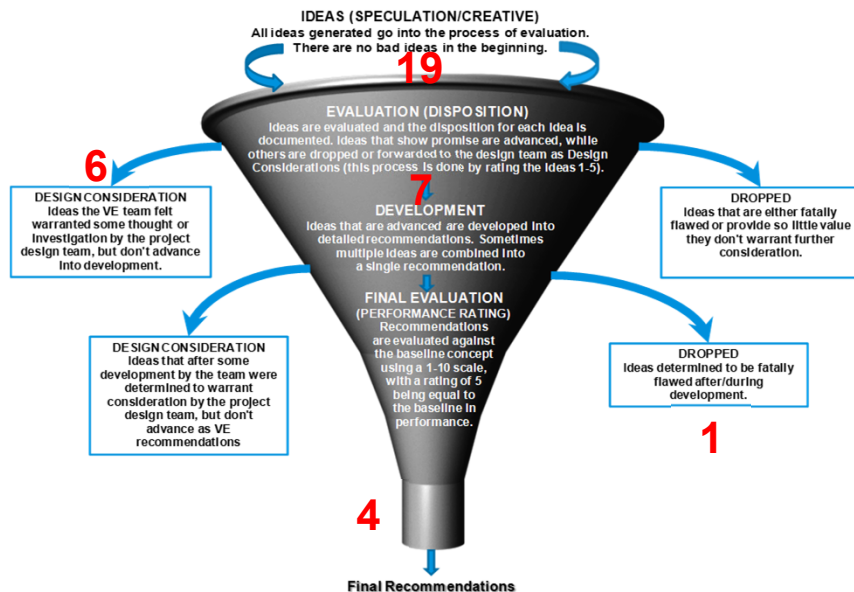 IDEAS (SPECULATION/CREATIVE)
All ideas generated go into the process of evaluation.
There are no bad ideas in the beginning.
19
EVALUATION (DISPOSITION)
Ideas are evaluated and the disposition for each idea is
documented. Ideas that show promise are advanced, while
others are dropped or forwarded to the design team as Design
Considerations (this process is done by rating the ideas 1-5).
6
DESIGN CONSIDERATION
Ideas the VE team felt
warranted some thought or
investigation by the project
design team, but don't advance
into development.
7
DROPPED
Ideas that are either fatally
flawed or provide so little value
they don't warrant further
consideration.
DEVELOPMENT
Ideas that are advanced are developed into
detailed recommendations. Sometimes
multiple ideas are combined into
a single recommendation.
FINAL EVALUATION
(PERFORMANCE RATING)
Recommendations
are evaluated against
the baseline concept
using a 1-10 scale,
with a rating of 5
being equal to
the baseline in
performance.
DESIGN CONSIDERATION
Ideas that after some
development by the team were
determined to warrant
consideration by the project
design team, but don't
advance as VE
recommendations
DROPPED
Ideas determined to be fatally
flawed after/during
development.
1
4
Final Recommendations